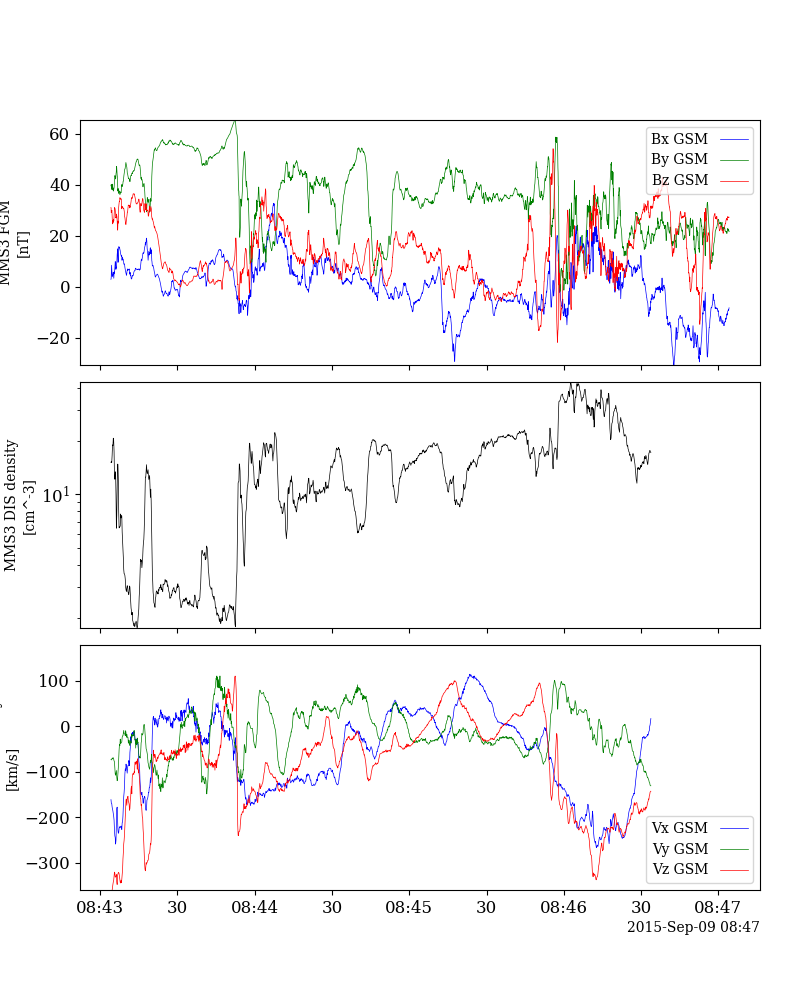 60
40
20
0
−20
MMS3 FGM
[nT]
Bx GSM
By GSM
Bz GSM
10^1
MMS3 DIS density
[cm^-3]
100
0
−100
−200
−300
[km/s]
Vx GSM
Vy GSM
Vz GSM
08:43 30 08:44 30 08:45 30 08:46 30 08:47
2015-Sep-09 08:47